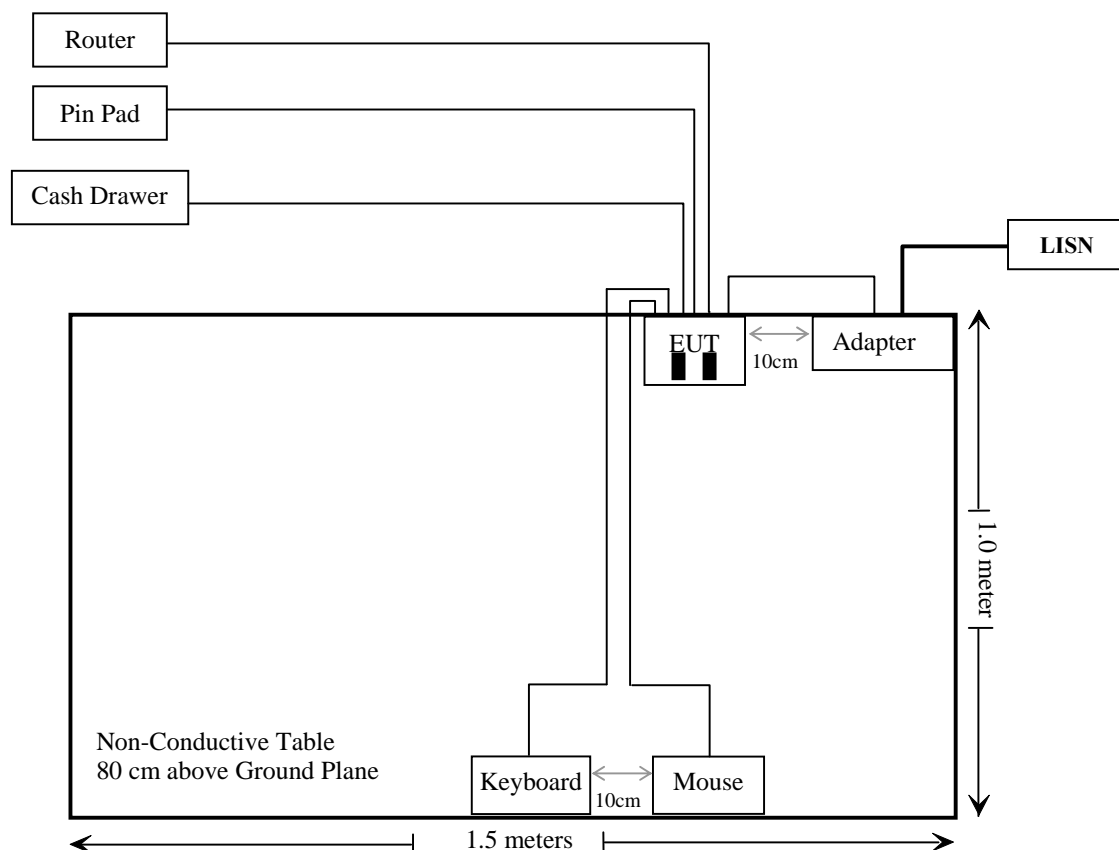 Router
Pin Pad
Cash Drawer
LISN
EUT
10cm
Adapter
1.0 meter
Non-Conductive Table
80 cm above Ground Plane
Keyboard
10cm
Mouse
1.5 meters